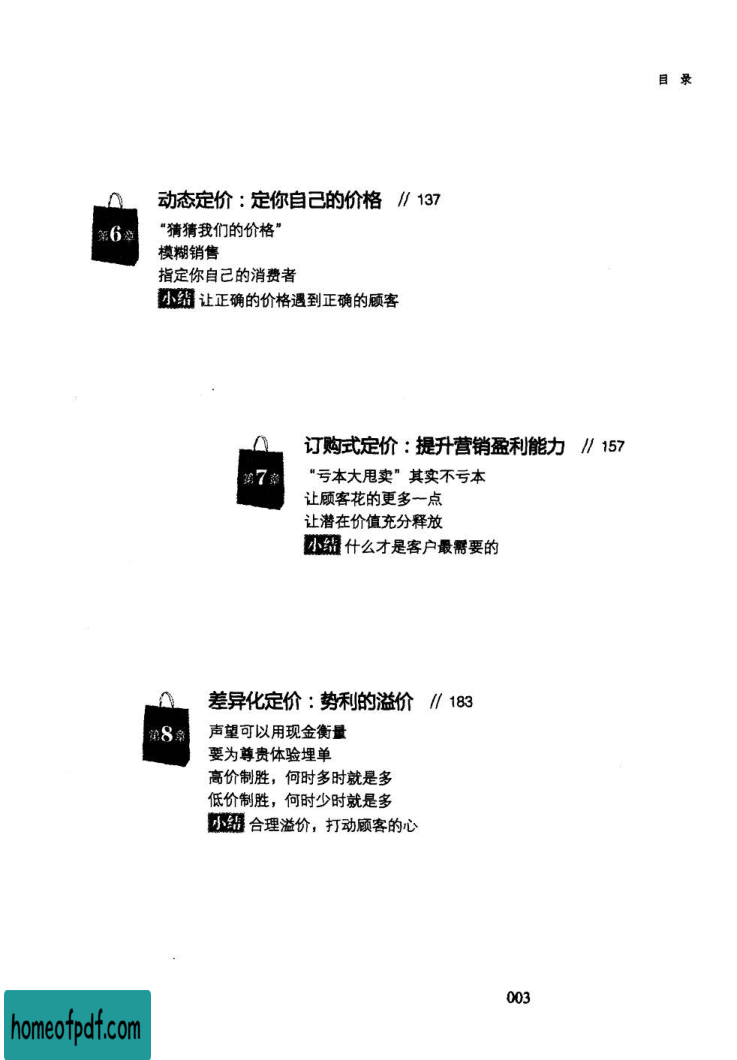 目 录
动态定价：定你自己的价格 // 137
第6章
“猜猜我们的价格”
模糊销售
指定你自己的消费者
小结 让正确的价格遇到正确的顾客
订购式定价：提升营销盈利能力 // 157
第7章
“亏本大甩卖”其实不亏本
让顾客花的更多一点
让潜在价值充分释放
小结 什么才是客户最需要的
差异化定价：势利的溢价 // 183
第8章
声望可以用现金衡量
要为尊贵体验埋单
高价制胜，何时多时就是多
低价制胜，何时少时就是多
小结 合理溢价，打动顾客的心
003
homeofpdf.com